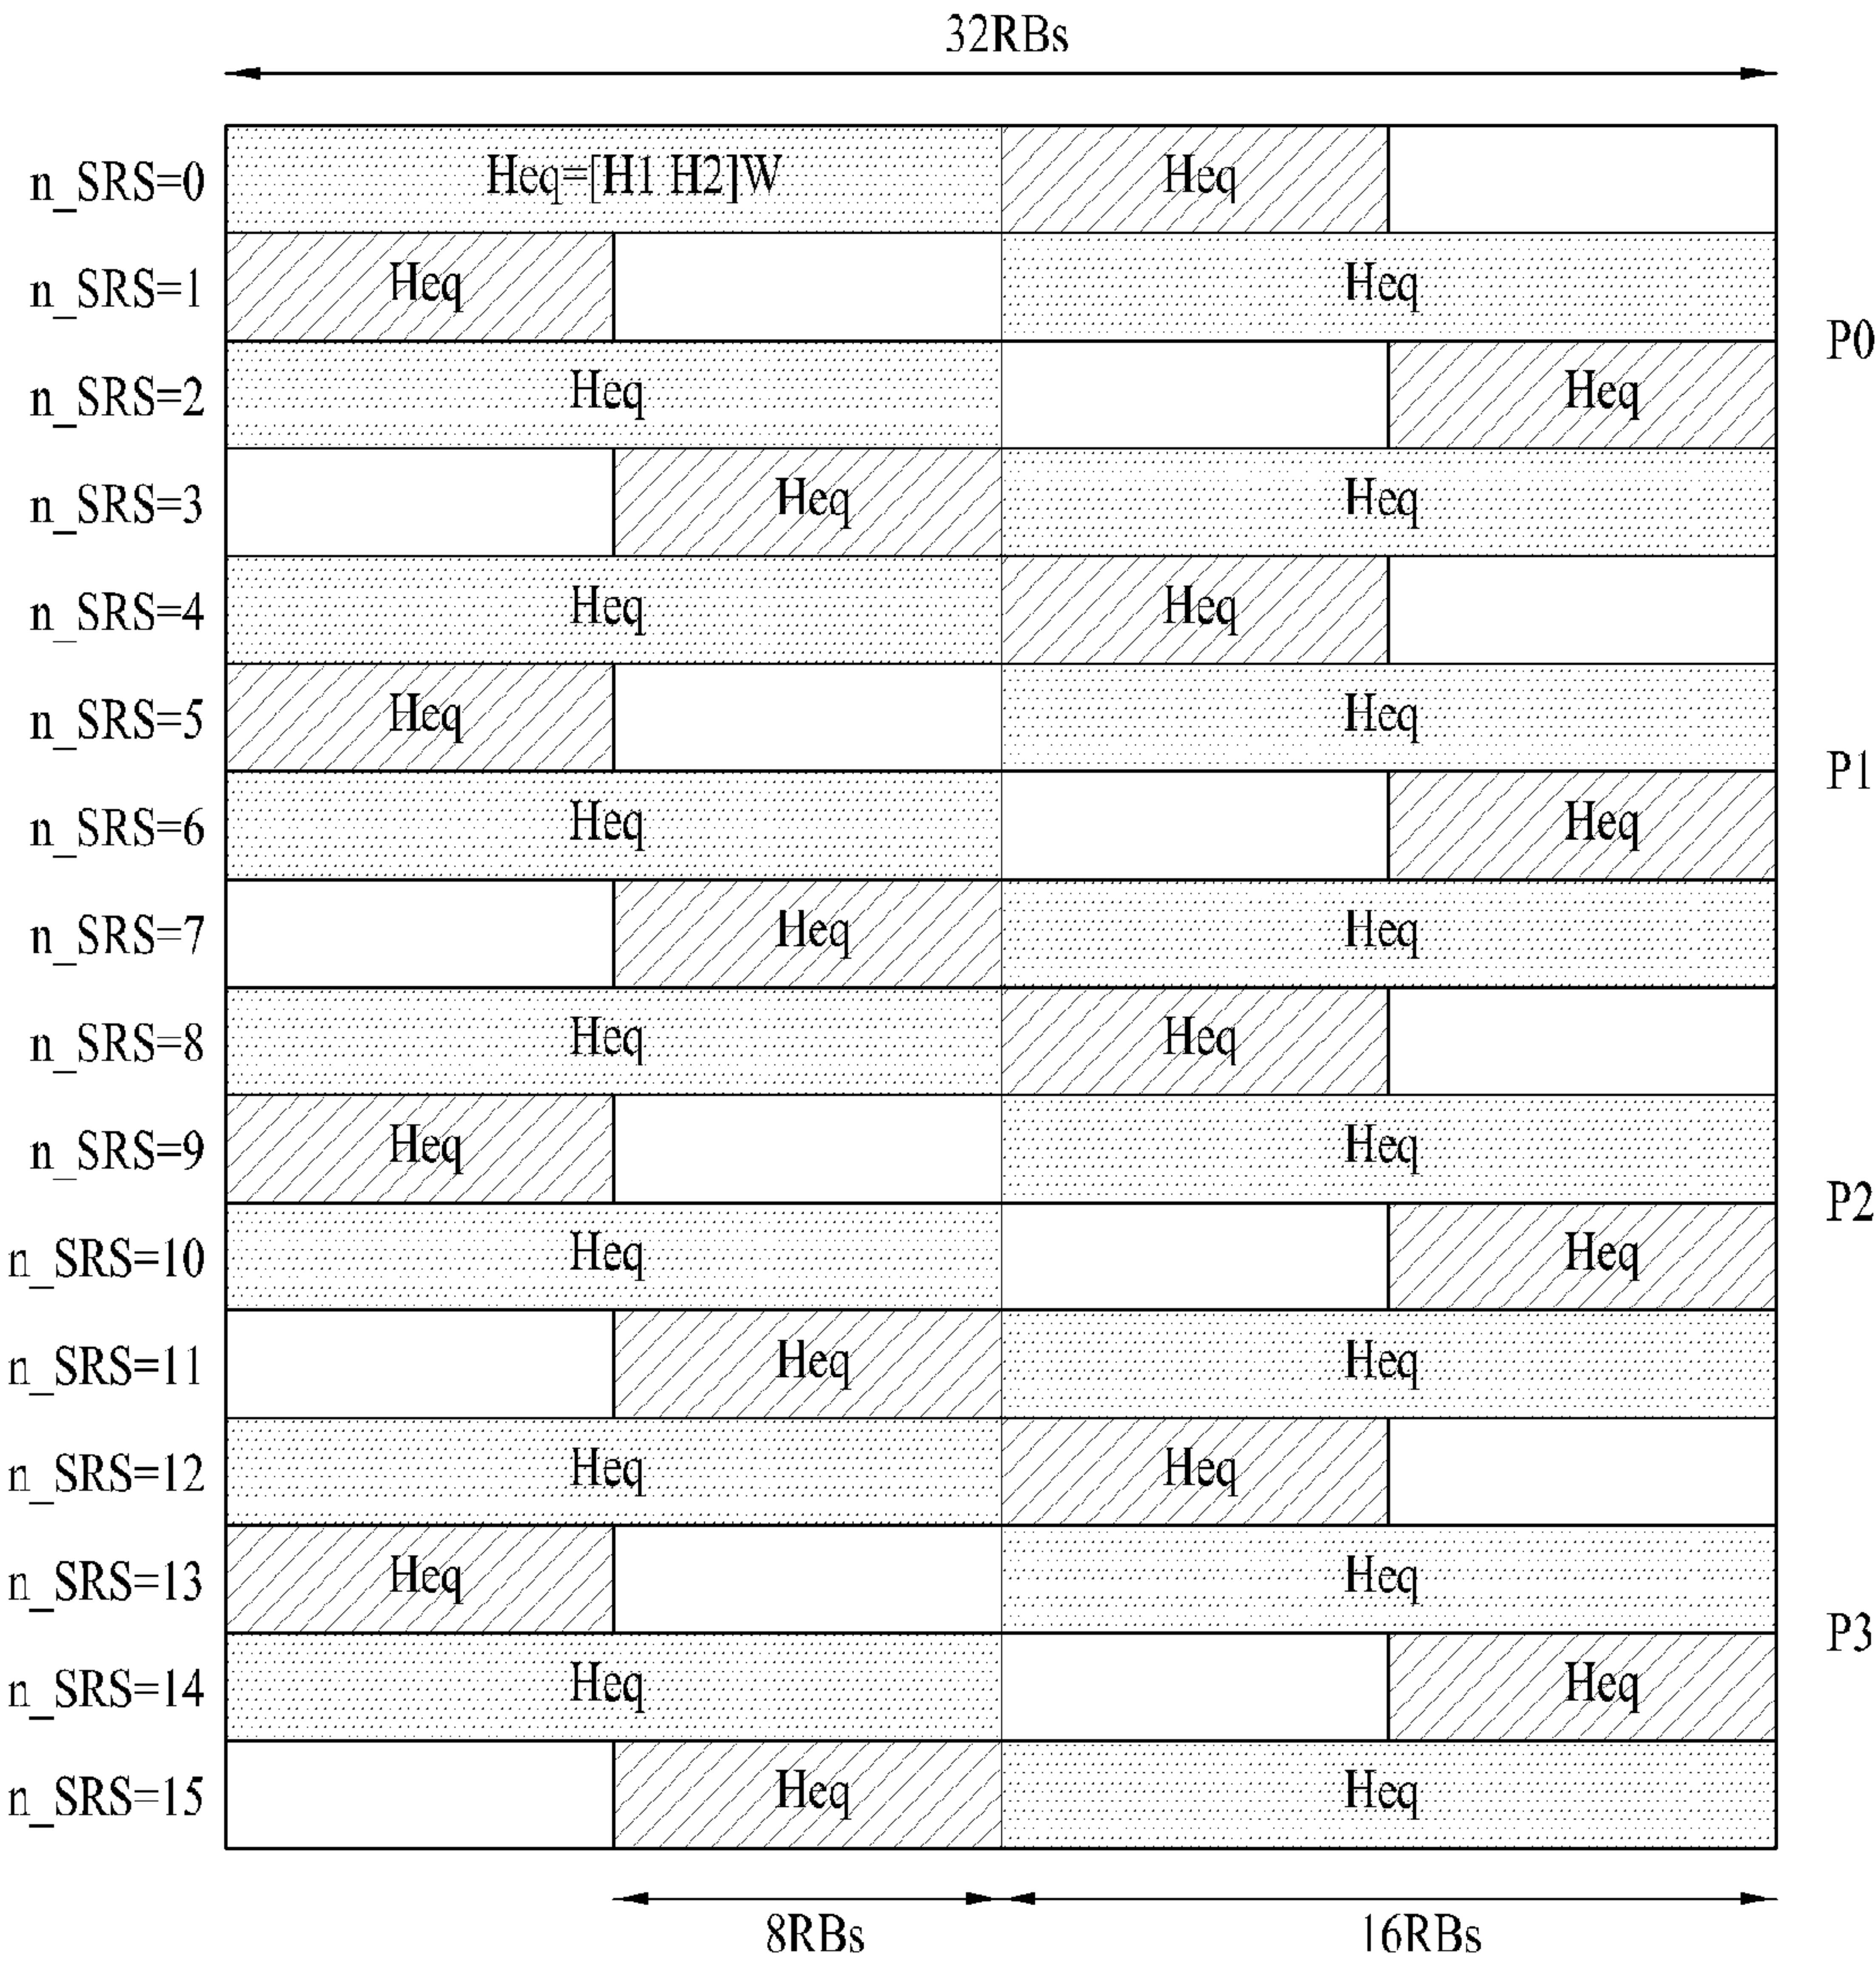 32RBs
n_SRS=0 Heq=[H1 H2]W Heq
n_SRS=1 Heq Heq
P0
n_SRS=2 Heq Heq
n_SRS=3 Heq Heq
n_SRS=4 Heq Heq
n_SRS=5 Heq Heq
P1
n_SRS=6 Heq Heq
n_SRS=7 Heq Heq
n_SRS=8 Heq Heq
n_SRS=9 Heq Heq
P2
n_SRS=10 Heq Heq
n_SRS=11 Heq Heq
n_SRS=12 Heq Heq
n_SRS=13 Heq Heq
P3
n_SRS=14 Heq Heq
n_SRS=15 Heq Heq
8RBs 16RBs